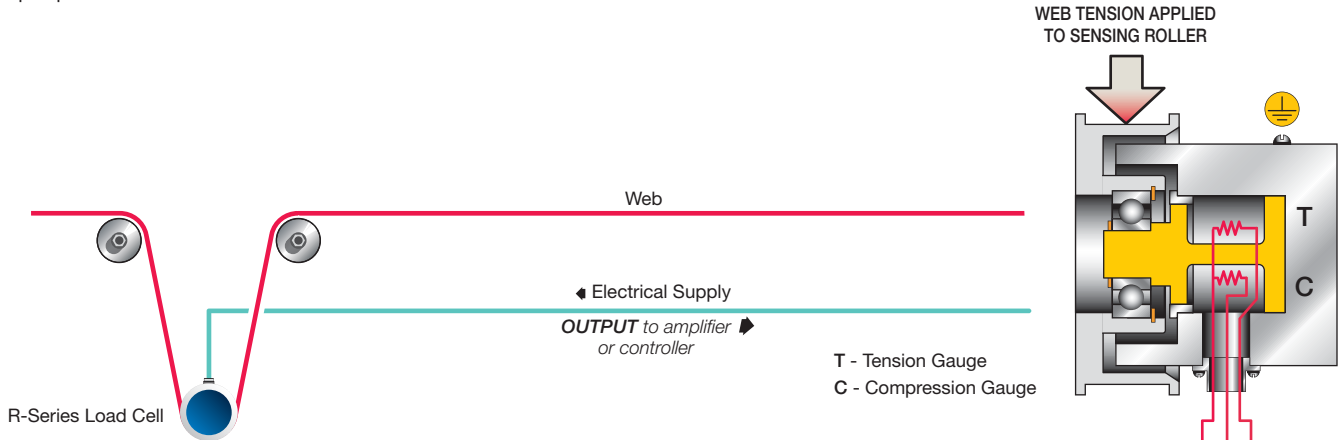 WEB TENSION APPLIED
TO SENSING ROLLER
Web
T
C
Electrical Supply
OUTPUT to amplifier
or controller
T - Tension Gauge
C - Compression Gauge
R-Series Load Cell